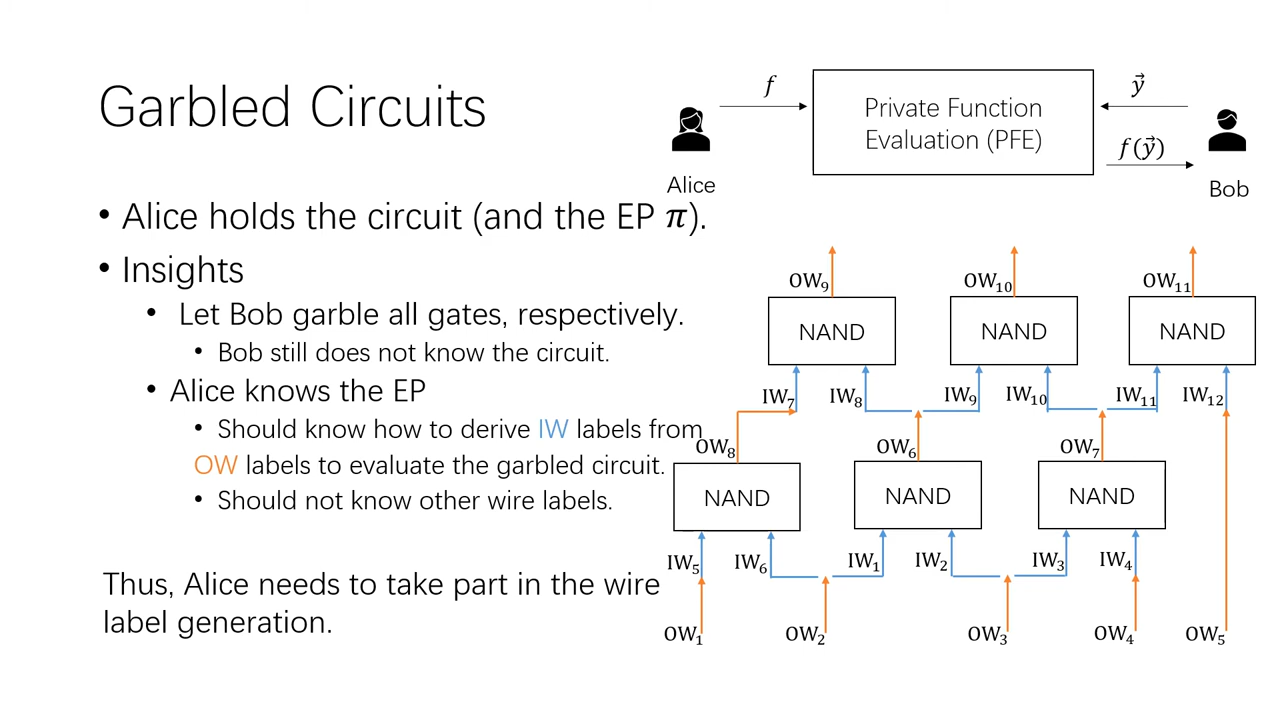 Garbled Circuits
• Alice holds the circuit (and the EP π).
• Insights
• Let Bob garble all gates, respectively.
• Bob still does not know the circuit.
• Alice knows the EP
• Should know how to derive IW labels from
OW labels to evaluate the garbled circuit.
• Should not know other wire labels.
Thus, Alice needs to take part in the wire
label generation.
f
Private Function
Evaluation (PFE)
y⃗
f(y⃗)
Alice
Bob
OW₉ OW₁₀ OW₁₁
NAND NAND NAND
IW₇ IW₈ IW₉ IW₁₀ IW₁₁ IW₁₂
OW₈ OW₆ OW₇
NAND NAND NAND
IW₅ IW₆ IW₁ IW₂ IW₃ IW₄
OW₁ OW₂ OW₃ OW₄ OW₅